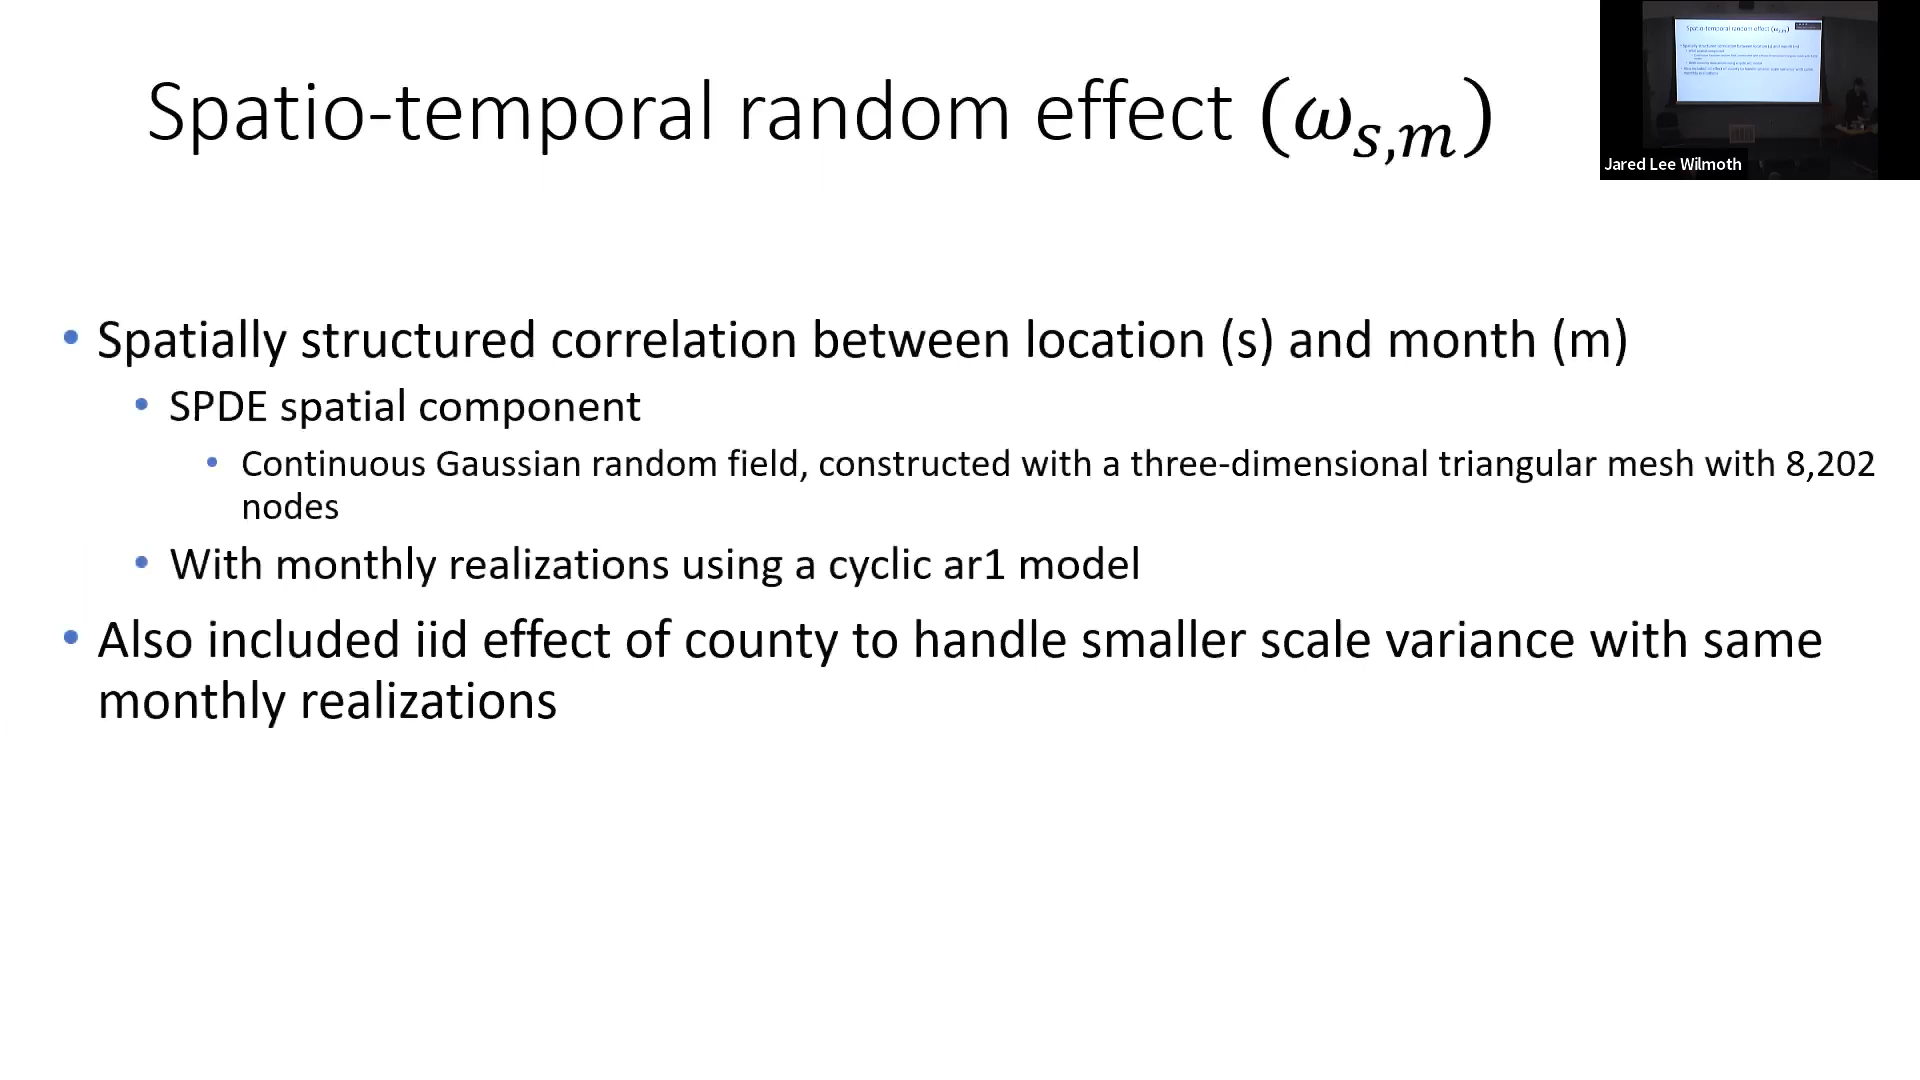 Spatio-temporal random effect (ω_{s,m})
Jared Lee Wilmoth
• Spatially structured correlation between location (s) and month (m)
• SPDE spatial component
• Continuous Gaussian random field, constructed with a three-dimensional triangular mesh with 8,202
nodes
• With monthly realizations using a cyclic ar1 model
• Also included iid effect of county to handle smaller scale variance with same
monthly realizations